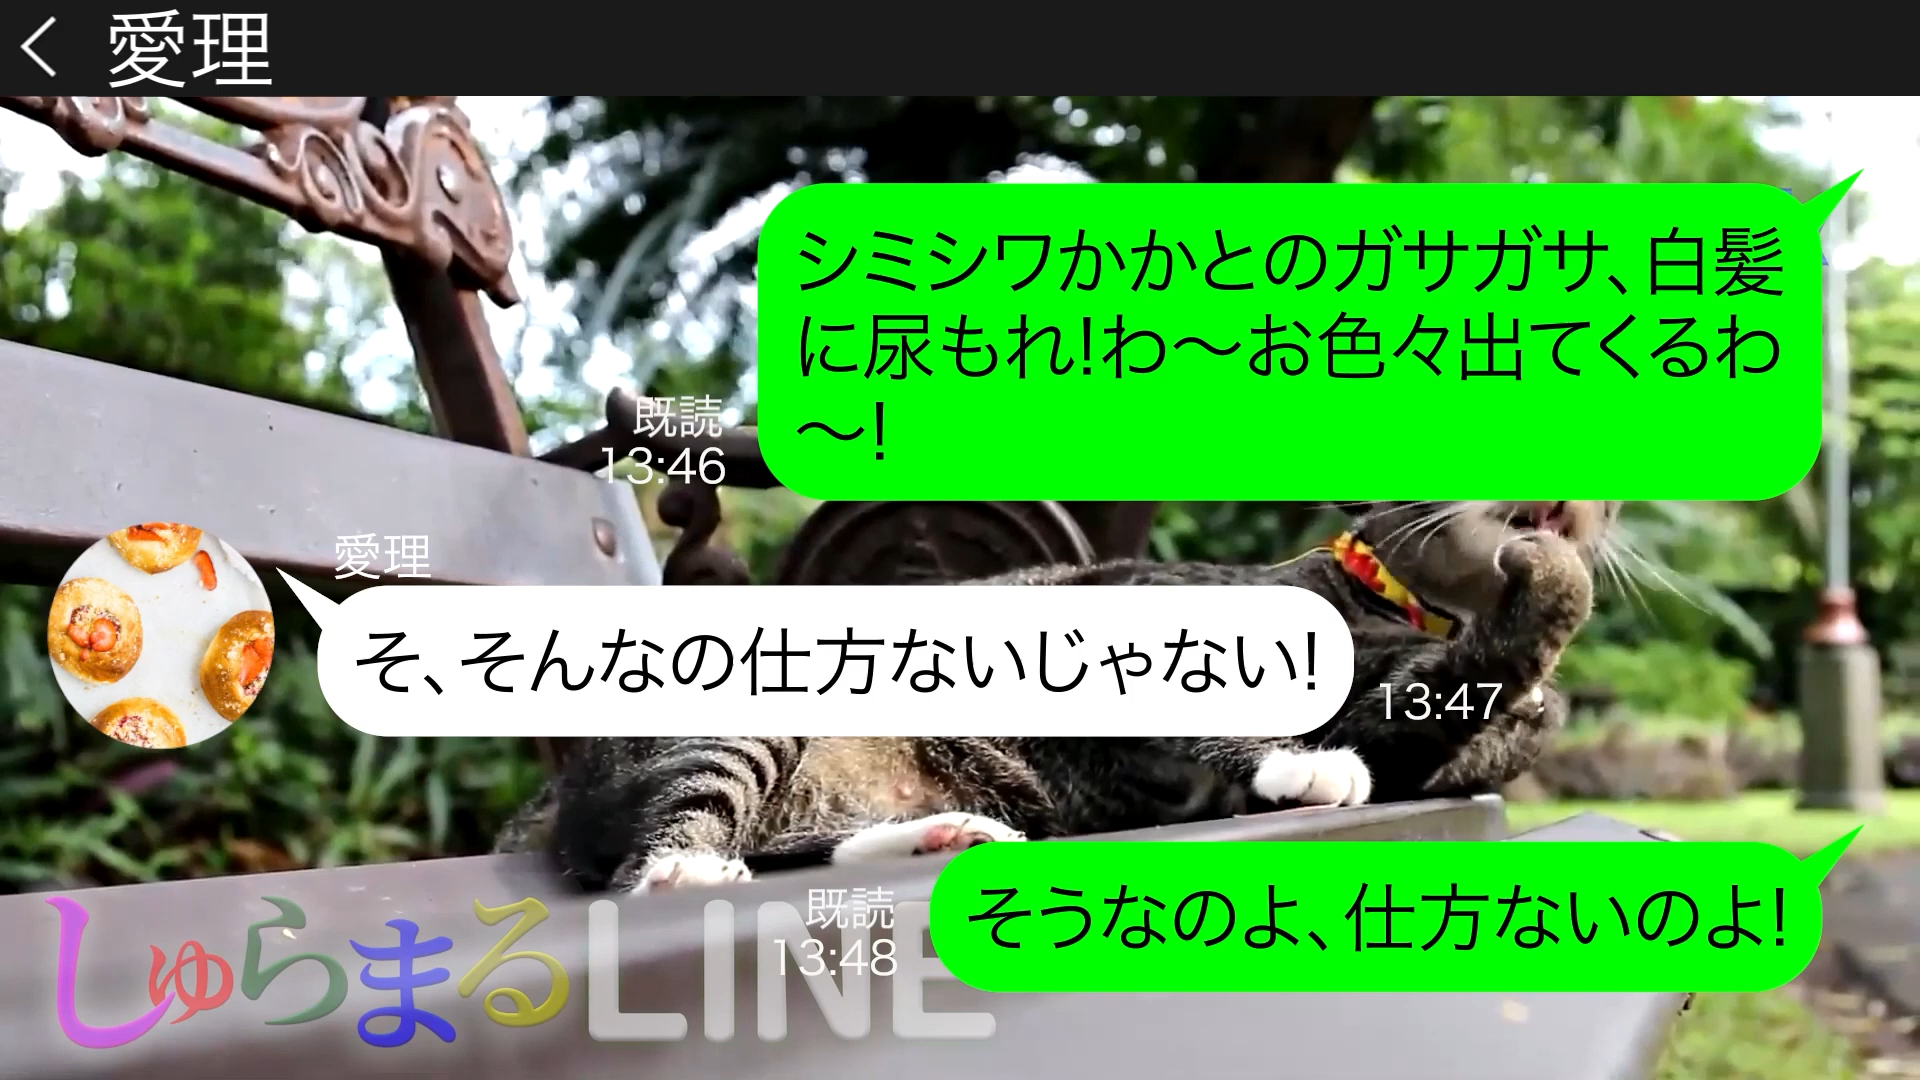 愛理
シミシワかかとのガサガサ、白髪
に尿もれ!わ〜お色々出てくるわ
〜!
既読
13:46
愛理
そ、そんなの仕方ないじゃない!
13:47
そうなのよ、仕方ないのよ!
既読
13:48
しゅらまるLINE